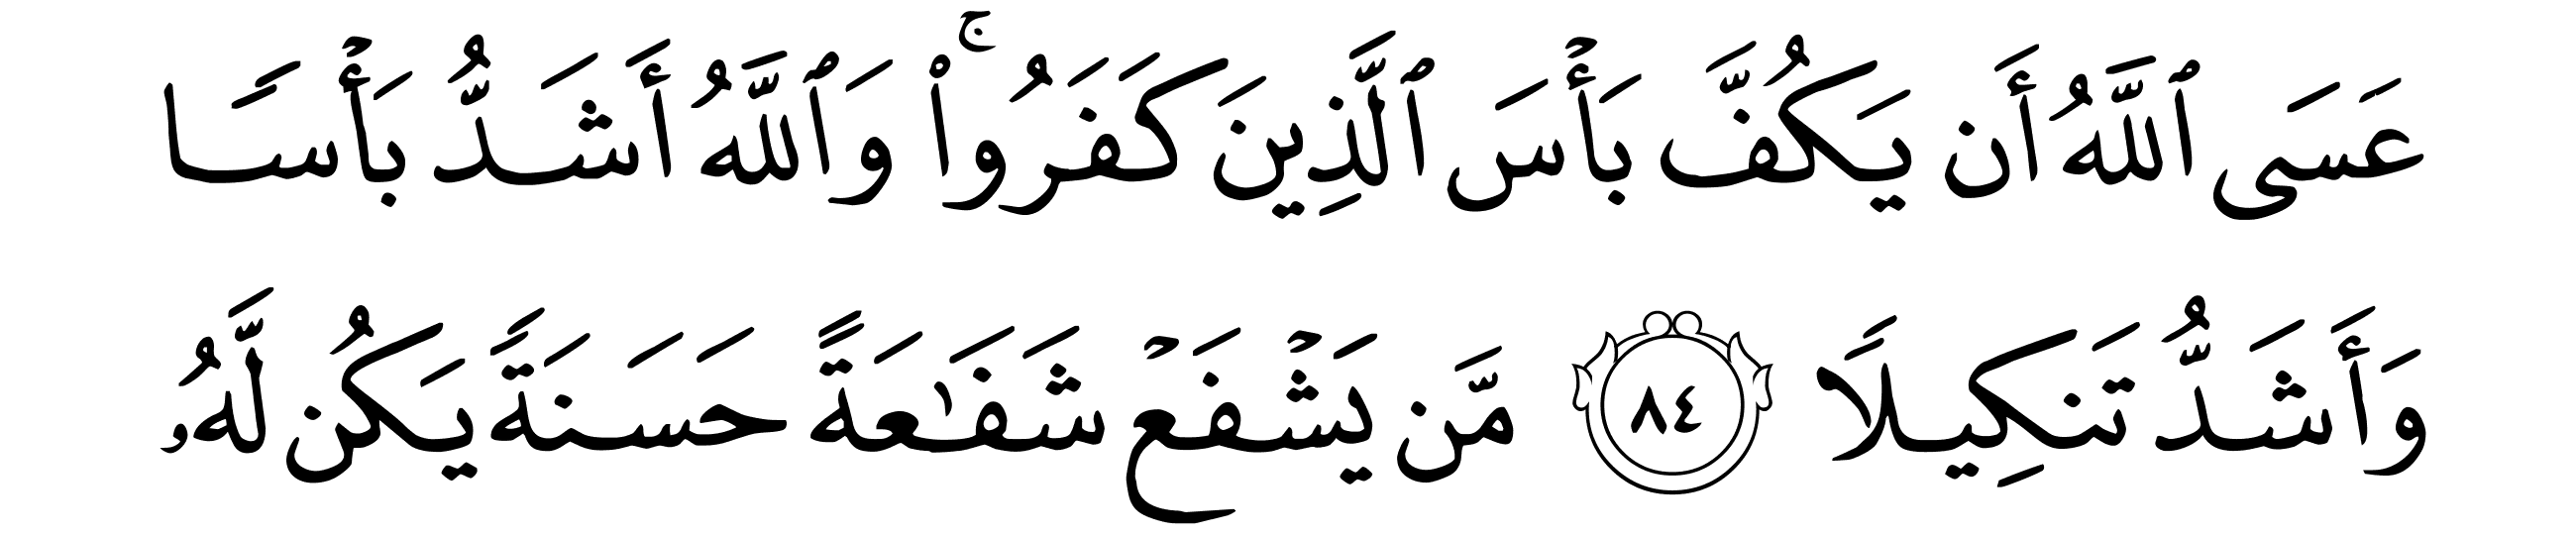 عَسَى ٱللَّهُ أَن يَكُفَّ بَأۡسَ ٱلَّذِينَ كَفَرُواْۚ وَٱللَّهُ أَشَدُّ بَأۡسٗا
وَأَشَدُّ تَنكِيلٗا ٨٤ مَّن يَشۡفَعۡ شَفَٰعَةً حَسَنَةٗ يَكُن لَّهُۥ